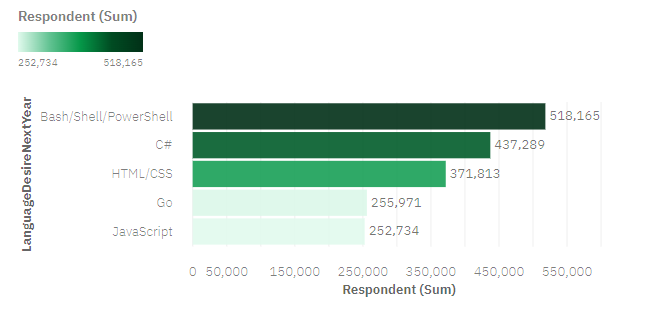 Respondent (Sum)
252,734 518,165
LanguageDesireNextYear
Bash/Shell/PowerShell 518,165
C# 437,289
HTML/CSS 371,813
Go 255,971
JavaScript 252,734
0 50,000 150,000 250,000 350,000 450,000 550,000
Respondent (Sum)